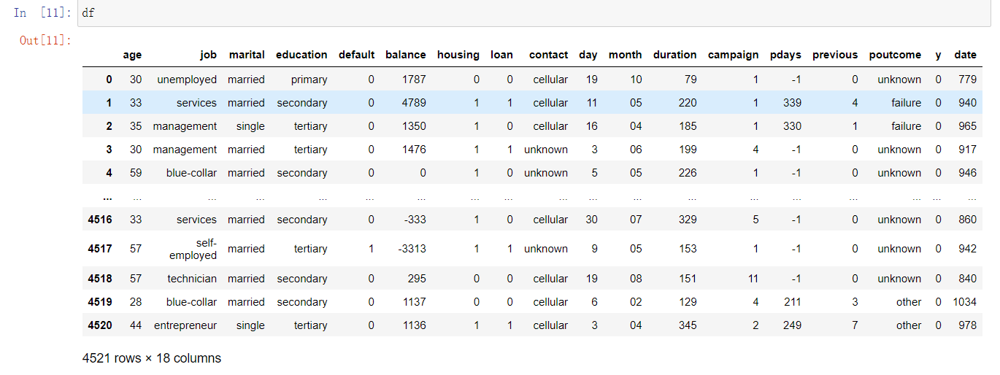 In [11]: df
Out[11]:
age job marital education default balance housing loan contact day month duration campaign pdays previous poutcome y date
0 30 unemployed married primary 0 1787 0 0 cellular 19 10 79 1 -1 0 unknown 0 779
1 33 services married secondary 0 4789 1 1 cellular 11 05 220 1 339 4 failure 0 940
2 35 management single tertiary 0 1350 1 0 cellular 16 04 185 1 330 1 failure 0 965
3 30 management married tertiary 0 1476 1 1 unknown 3 06 199 4 -1 0 unknown 0 917
4 59 blue-collar married secondary 0 0 1 0 unknown 5 05 226 1 -1 0 unknown 0 946
... ... ... ... ... ... ... ... ... ... ... ... ... ... ... ... ... ... ...
4516 33 services married secondary 0 -333 1 0 cellular 30 07 329 5 -1 0 unknown 0 860
4517 57 self-
employed married tertiary 1 -3313 1 1 unknown 9 05 153 1 -1 0 unknown 0 942
4518 57 technician married secondary 0 295 0 0 cellular 19 08 151 11 -1 0 unknown 0 840
4519 28 blue-collar married secondary 0 1137 0 0 cellular 6 02 129 4 211 3 other 0 1034
4520 44 entrepreneur single tertiary 0 1136 1 1 cellular 3 04 345 2 249 7 other 0 978
4521 rows × 18 columns